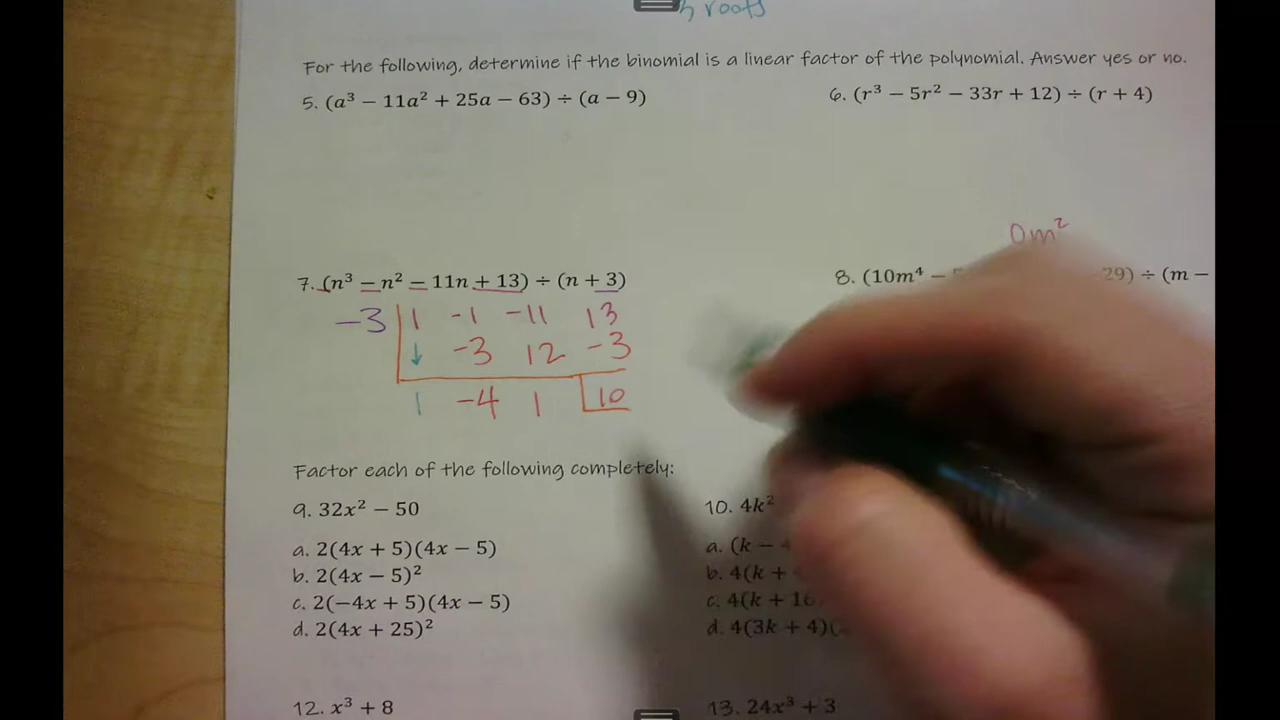 roots
For the following, determine if the binomial is a linear factor of the polynomial. Answer yes or no.
5. (a³ − 11a² + 25a − 63) ÷ (a − 9)
6. (r³ − 5r² − 33r + 12) ÷ (r + 4)
0m²
7. (n³ − n² − 11n + 13) ÷ (n + 3)
8. (10m⁴ − 29) ÷ (m −
−3 1 -1 -11 13
↓ -3 12 -3
1 -4 1 10
Factor each of the following completely:
9. 32x² − 50
10. 4k²
a. 2(4x + 5)(4x − 5)
b. 2(4x − 5)²
c. 2(−4x + 5)(4x − 5)
d. 2(4x + 25)²
a. (k −
b. 4(k +
c. 4(k + 16
d. 4(3k + 4)(
12. x³ + 8
13. 24x³ + 3